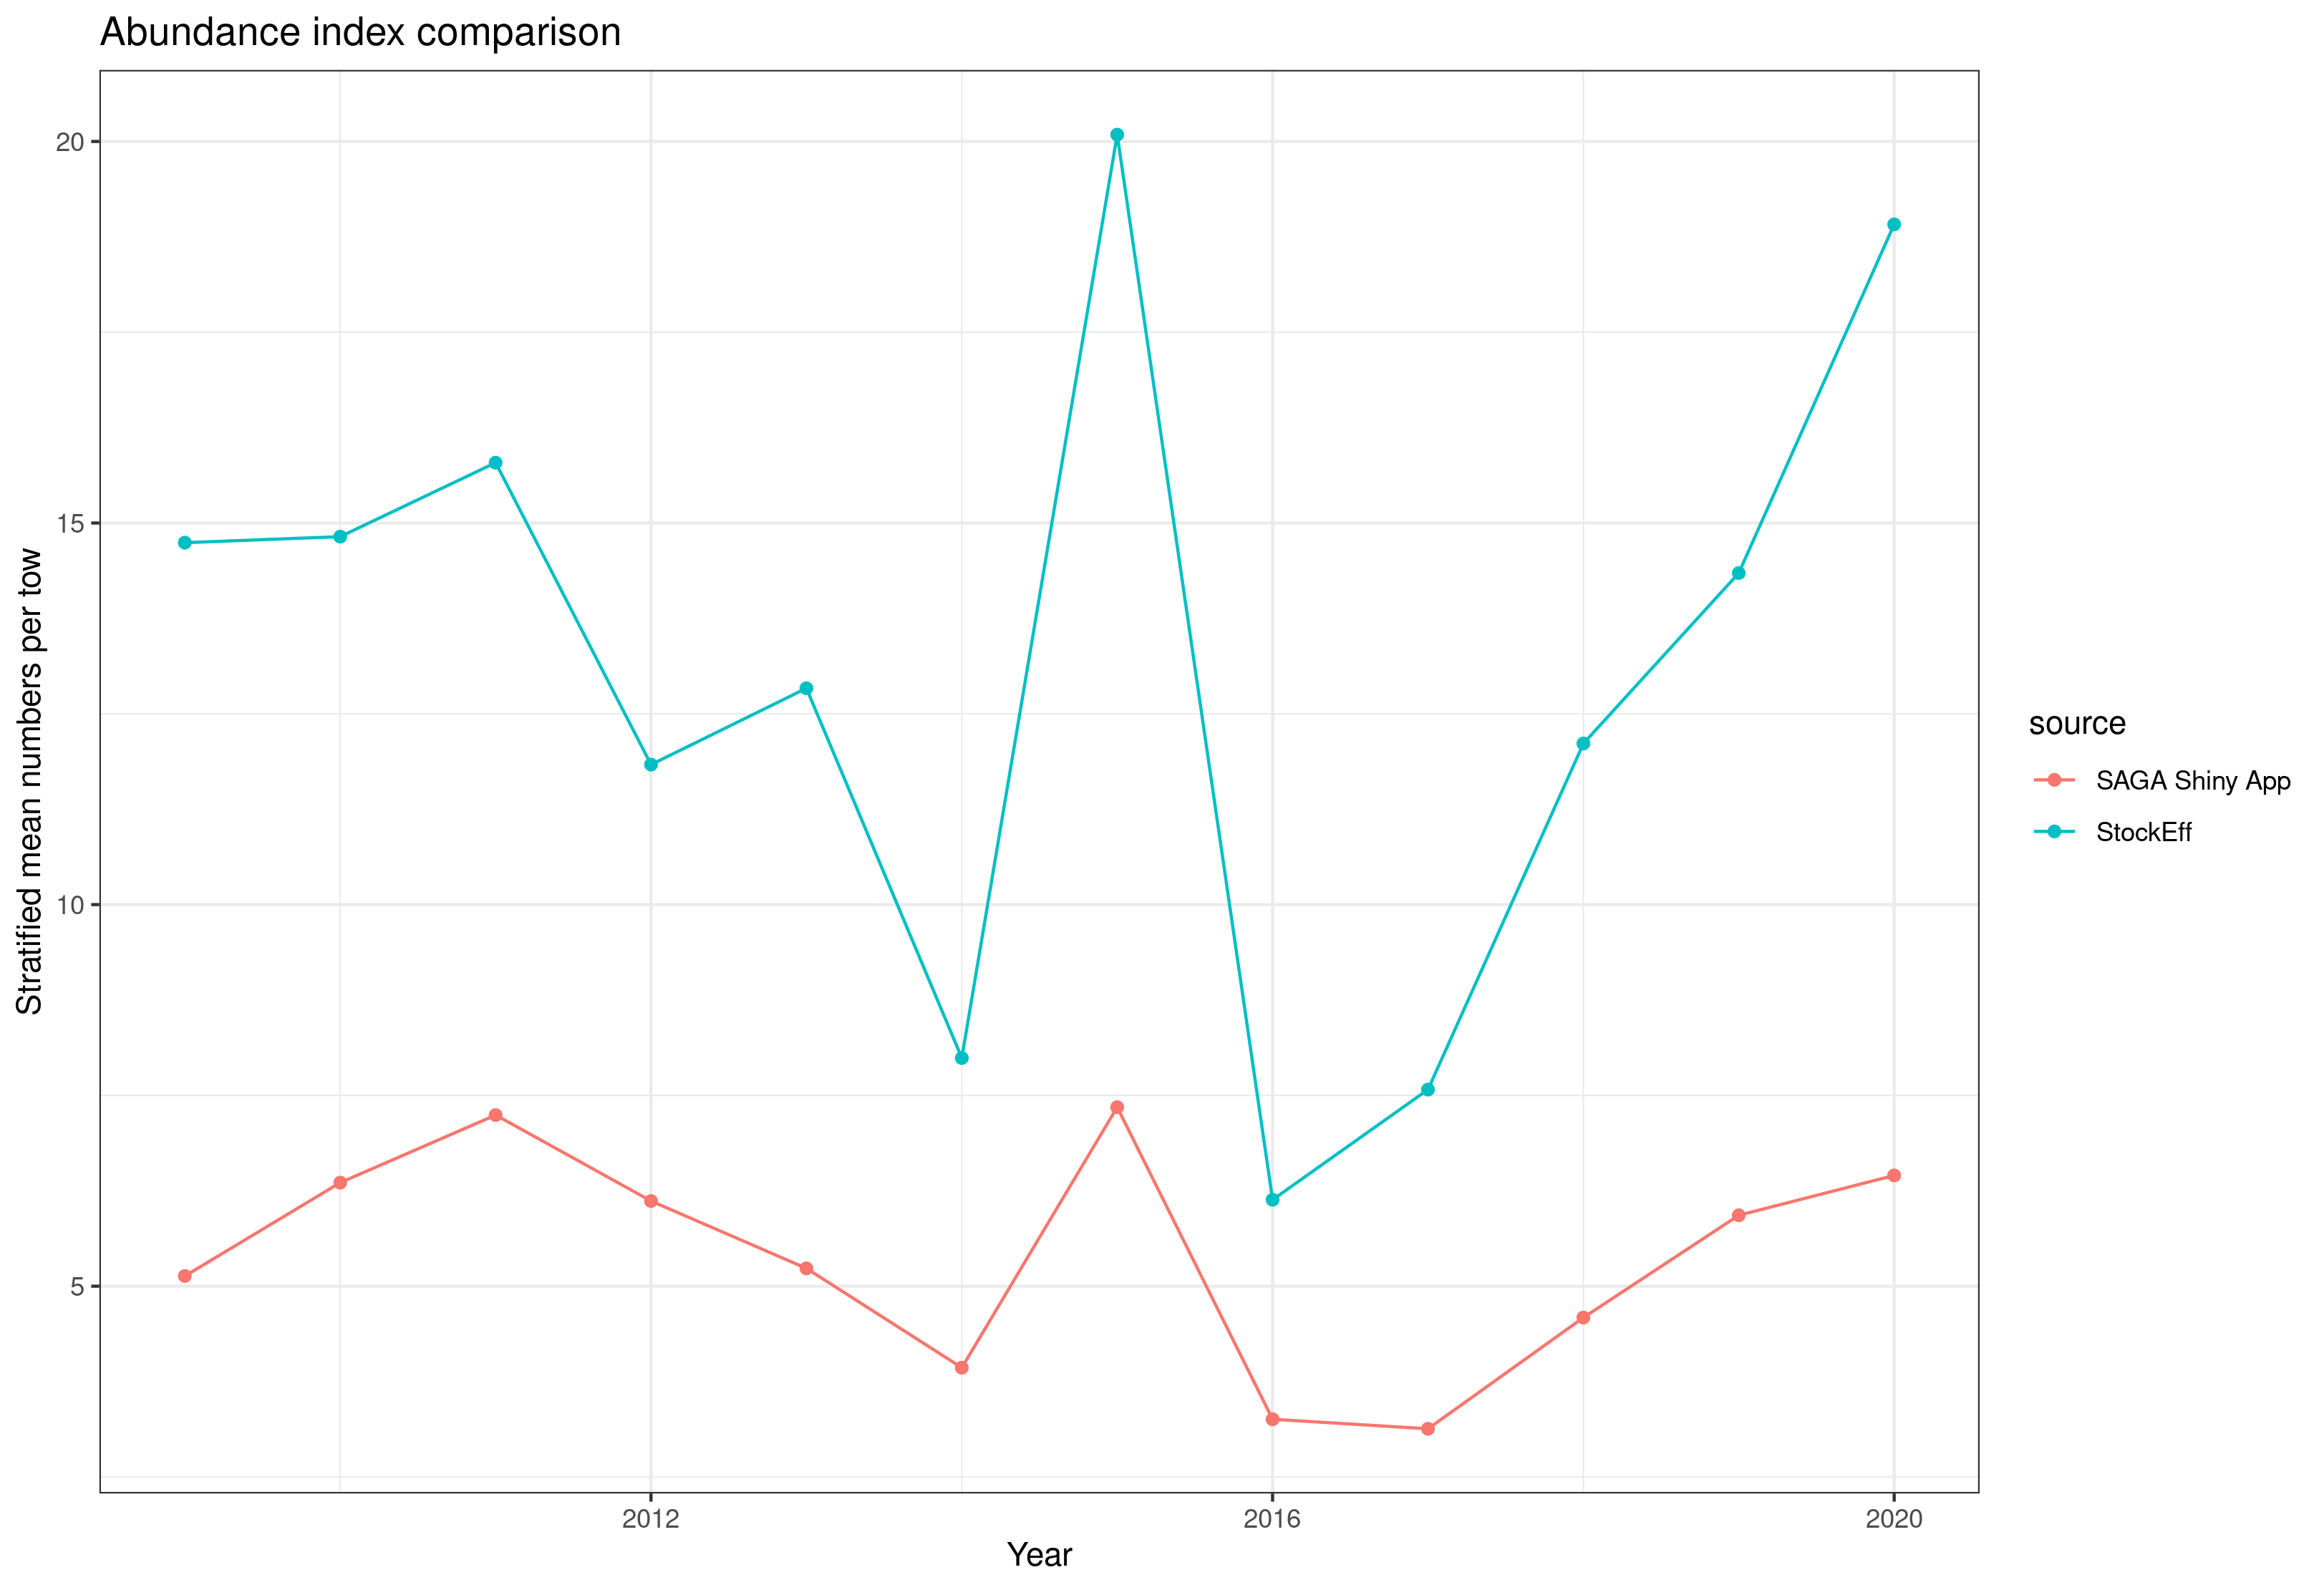 Abundance index comparison
Stratified mean numbers per tow
20
15
10
5
2012
2016
2020
Year
source
SAGA Shiny App
StockEff